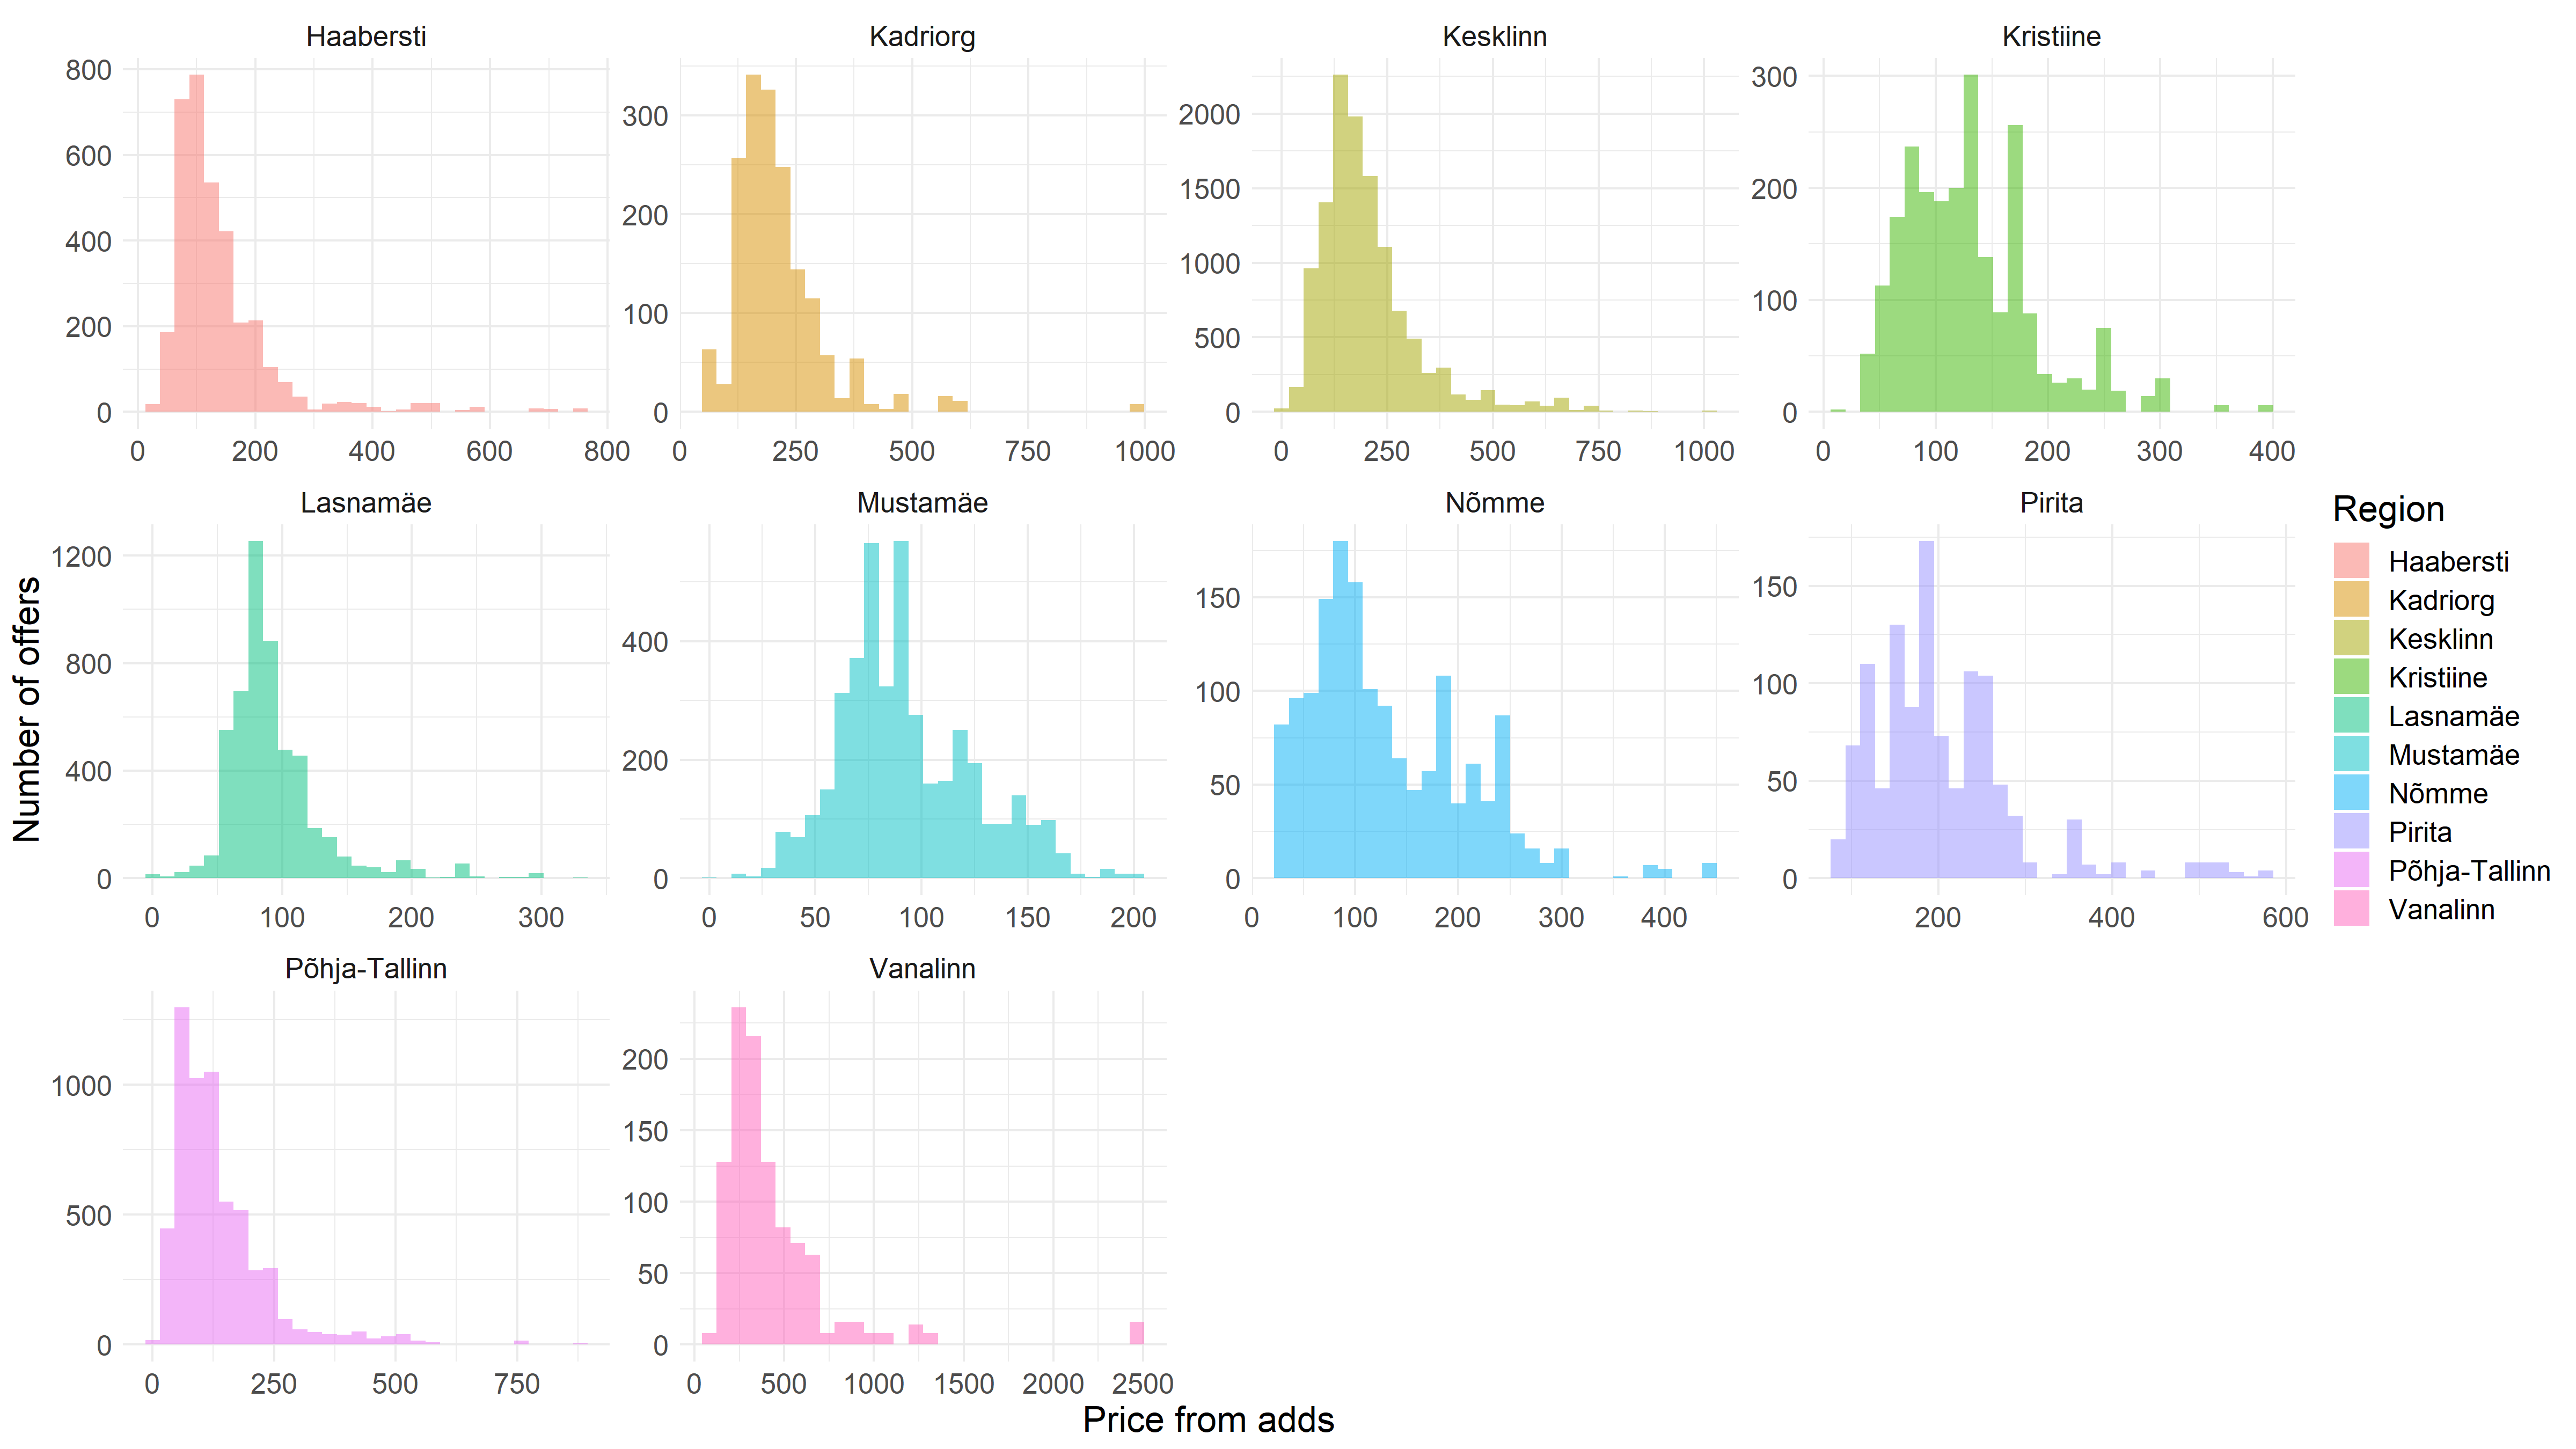 Haabersti Kadriorg Kesklinn Kristiine
800
600
400
200
0
0 200 400 600 800
300
200
100
0
0 250 500 750 1000
2000
1500
1000
500
0
0 250 500 750 1000
300
200
100
0
0 100 200 300 400
Lasnamäe Mustamäe Nõmme Pirita
1200
800
400
0
0 100 200 300
400
200
0
0 50 100 150 200
150
100
50
0
0 100 200 300 400
150
100
50
0
200 400 600
Põhja-Tallinn Vanalinn
1000
500
0
0 250 500 750
200
150
100
50
0
0 500 1000 1500 2000 2500
Number of offers
Price from adds
Region
Haabersti
Kadriorg
Kesklinn
Kristiine
Lasnamäe
Mustamäe
Nõmme
Pirita
Põhja-Tallinn
Vanalinn